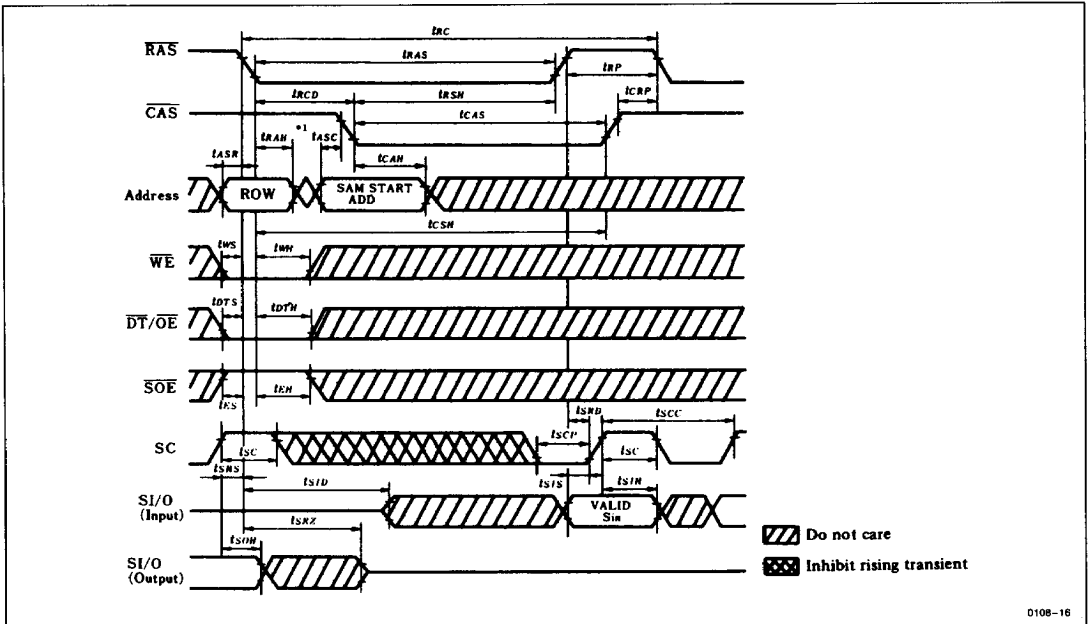 tRC
RAS
tRAS
tRP
tRCD
tRSH
tCRP
CAS
tCAS
tRAH
*1
tASC
tASR
tCAH
Address
ROW
SAM START
ADD
tCSH
tWS
tWH
WE
tDTS
tDTH
DT/OE
SOE
tES
tEH
tSRD
tSCC
tSCP
SC
tSC
tSC
tSRS
tSID
tSIS
tSIH
SI/O
(Input)
VALID
Sin
tSRZ
Do not care
tSOH
SI/O
(Output)
Inhibit rising transient
0108-16